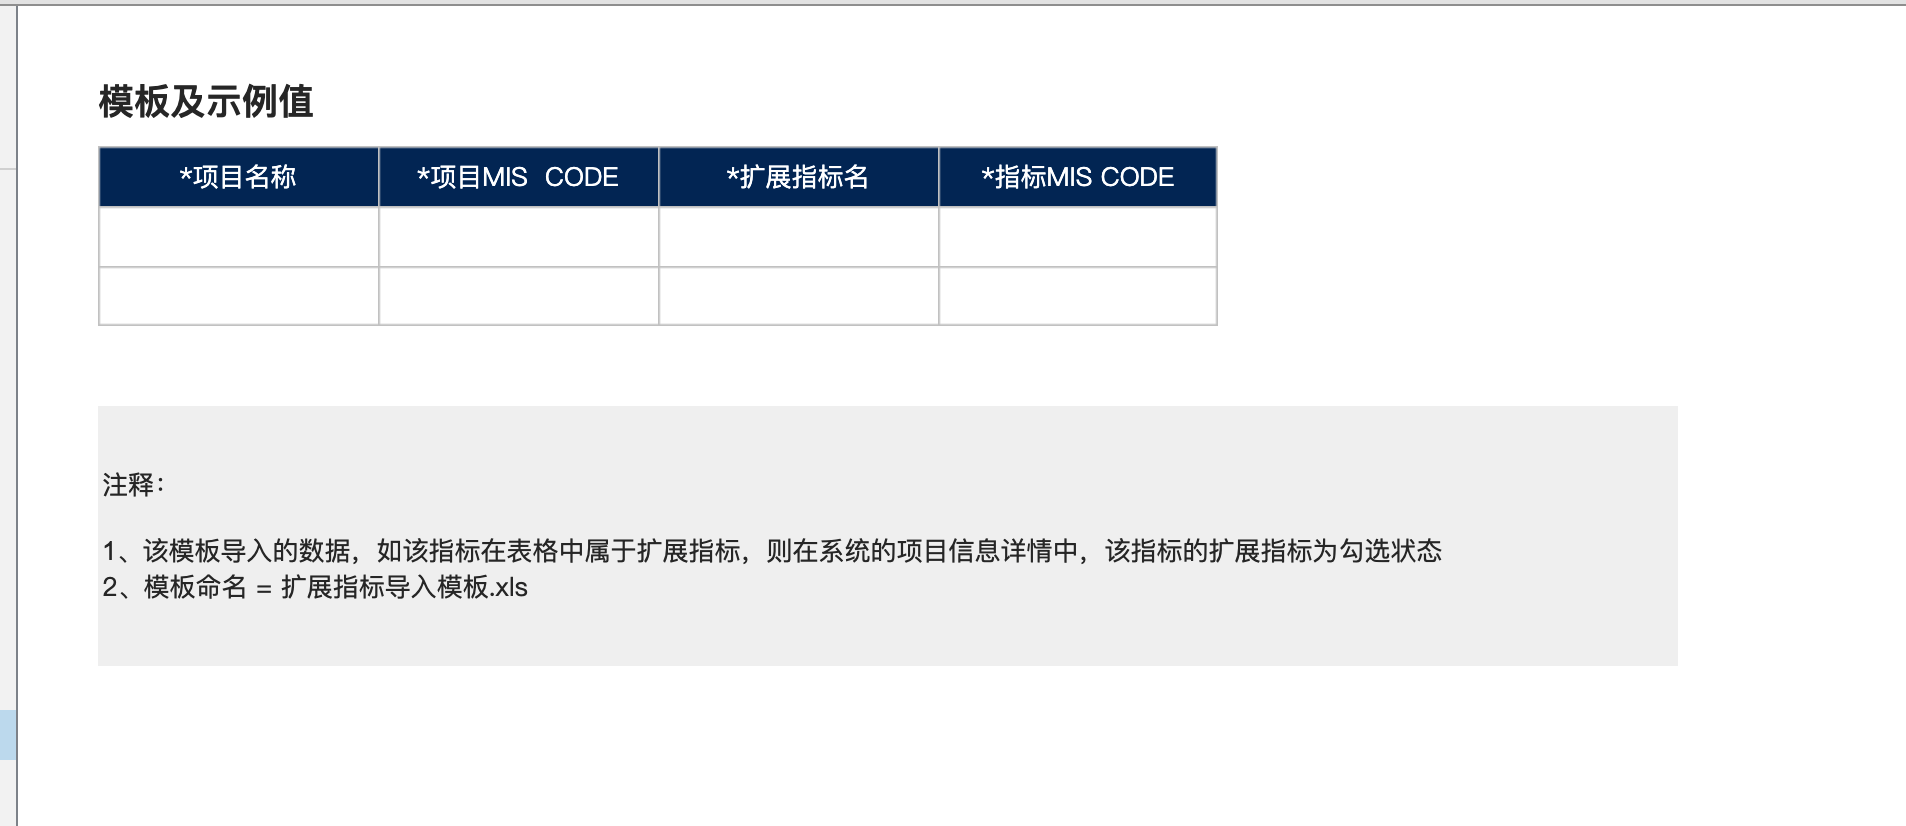 模板及示例值
*项目名称 *项目MIS  CODE *扩展指标名 *指标MIS CODE
注释：
1、该模板导入的数据，如该指标在表格中属于扩展指标，则在系统的项目信息详情中，该指标的扩展指标为勾选状态
2、模板命名 = 扩展指标导入模板.xls